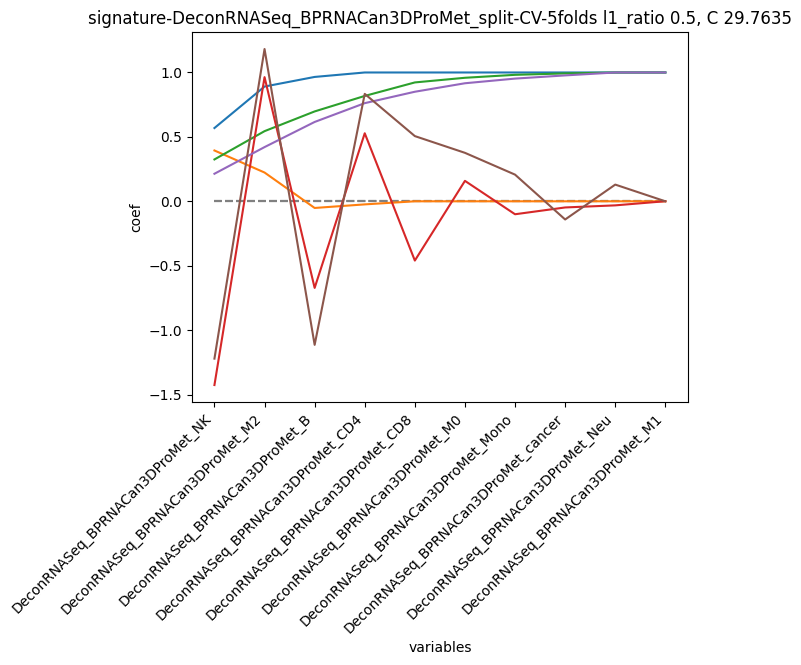 signature-DeconRNASeq_BPRNACan3DProMet_split-CV-5folds l1_ratio 0.5, C 29.7635
coef
1.0
0.5
0.0
−0.5
−1.0
−1.5
DeconRNASeq_BPRNACan3DProMet_NK
DeconRNASeq_BPRNACan3DProMet_M2
DeconRNASeq_BPRNACan3DProMet_B
DeconRNASeq_BPRNACan3DProMet_CD4
DeconRNASeq_BPRNACan3DProMet_CD8
DeconRNASeq_BPRNACan3DProMet_M0
DeconRNASeq_BPRNACan3DProMet_Mono
DeconRNASeq_BPRNACan3DProMet_cancer
DeconRNASeq_BPRNACan3DProMet_Neu
DeconRNASeq_BPRNACan3DProMet_M1
variables